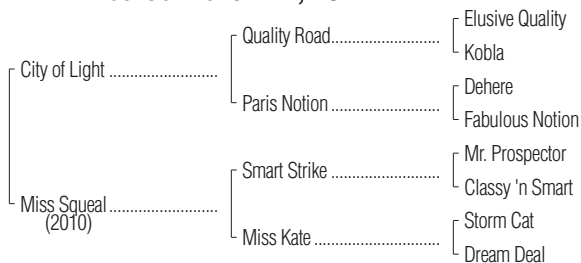 Elusive Quality
Quality Road
Kobla
City of Light
Dehere
Paris Notion
Fabulous Notion
Mr. Prospector
Smart Strike
Classy 'n Smart
Miss Squeal
(2010)
Storm Cat
Miss Kate
Dream Deal